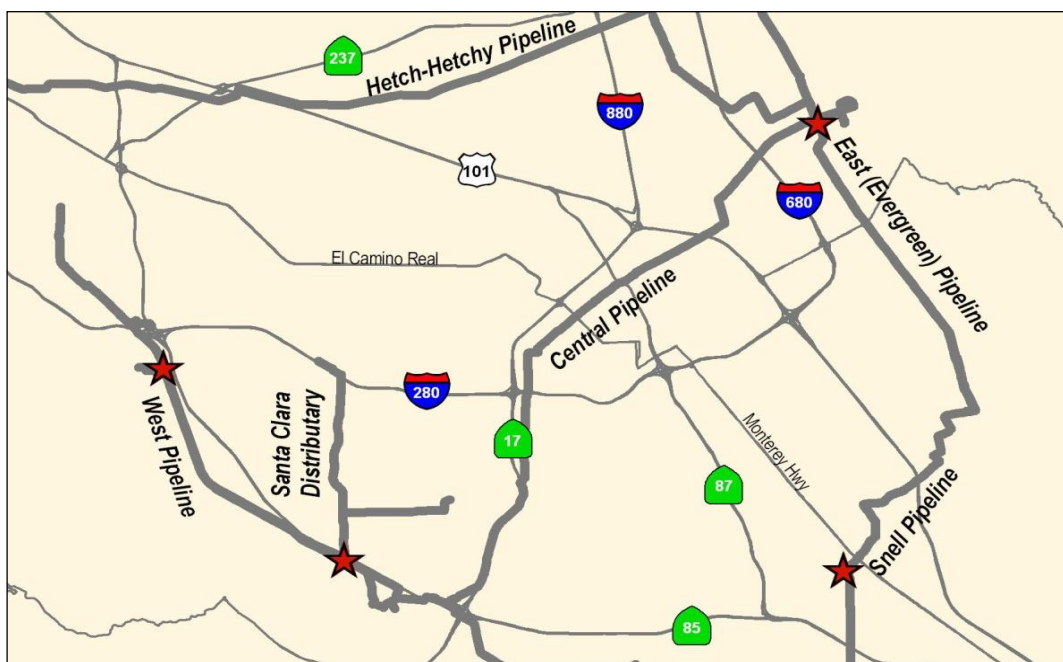 237
Hetch-Hetchy Pipeline
880
101
680
East (Evergreen) Pipeline
El Camino Real
Central Pipeline
280
West Pipeline
Santa Clara
Distributary
17
Monterey Hwy
87
Snell Pipeline
85